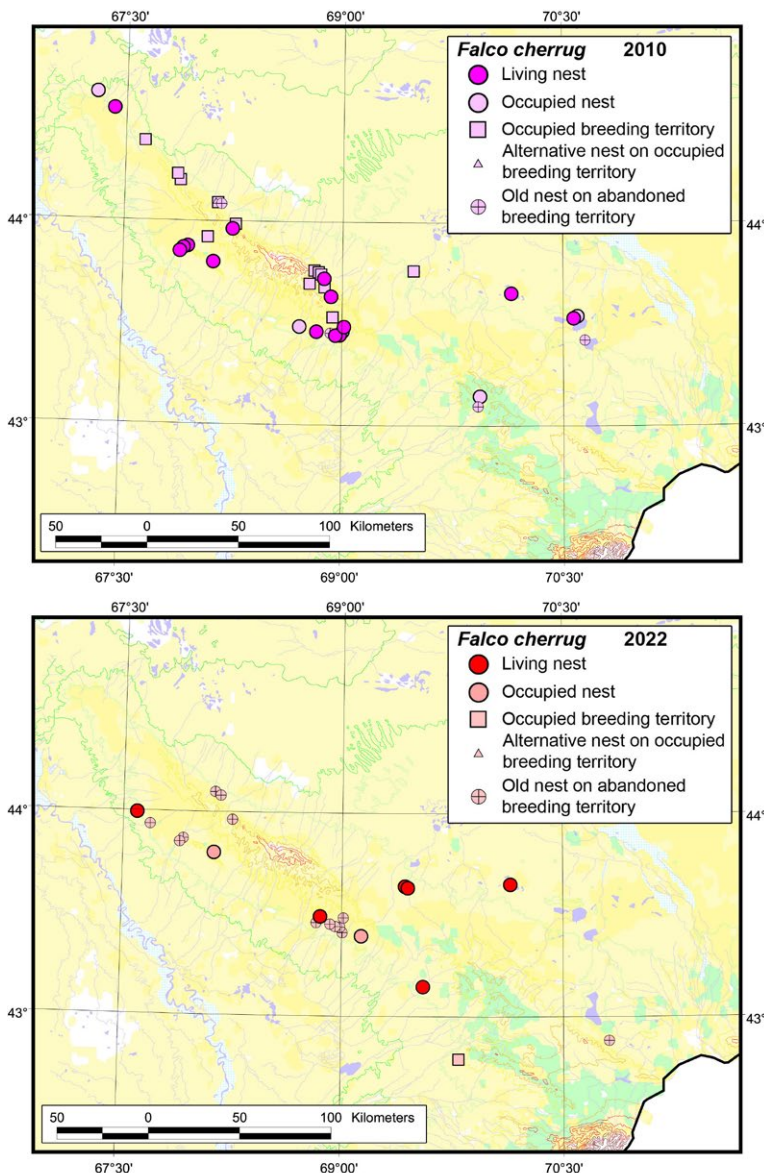 67°30' 69°00' 70°30'
Falco cherrug 2010
Living nest
Occupied nest
Occupied breeding territory
Alternative nest on occupied
breeding territory
Old nest on abandoned
breeding territory
44° 44°
43° 43°
50 0 50 100 Kilometers
67°30' 69°00' 70°30'
67°30' 69°00' 70°30'
Falco cherrug 2022
Living nest
Occupied nest
Occupied breeding territory
Alternative nest on occupied
breeding territory
Old nest on abandoned
breeding territory
44° 44°
43° 43°
50 0 50 100 Kilometers
67°30' 69°00' 70°30'